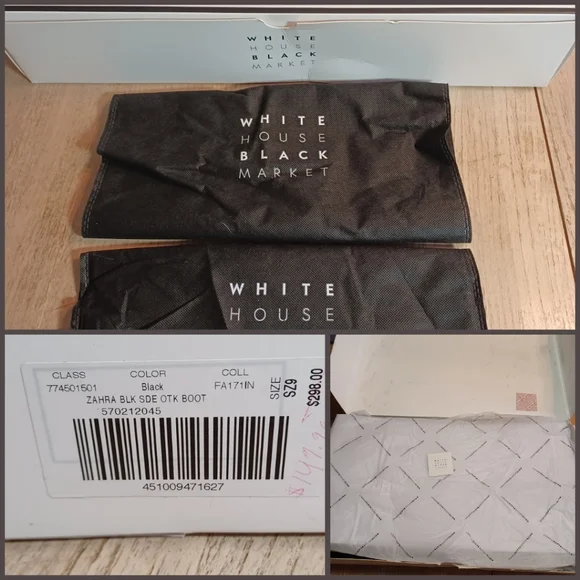 WHITE
HOUSE
BLACK
MARKET
WHITE
HOUSE
BLACK
MARKET
WHITE
HOUSE
CLASS COLOR COLL
774501501 Black FA171IN
ZAHRA BLK SDE OTK BOOT
570212045
451009471627
SIZE
SZ9
$298.00